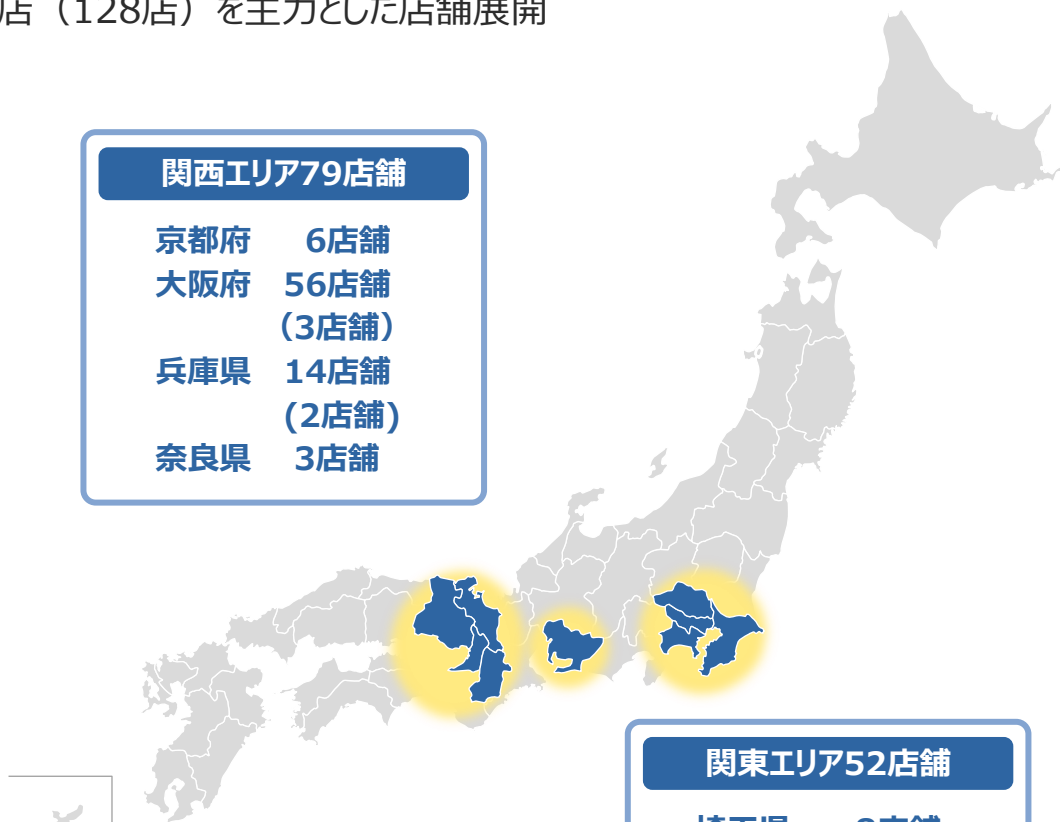 店（128店）を主力とした店舗展開
関西エリア79店舗
京都府 6店舗
大阪府 56店舗
（3店舗）
兵庫県 14店舗
(2店舗)
奈良県 3店舗
関東エリア52店舗